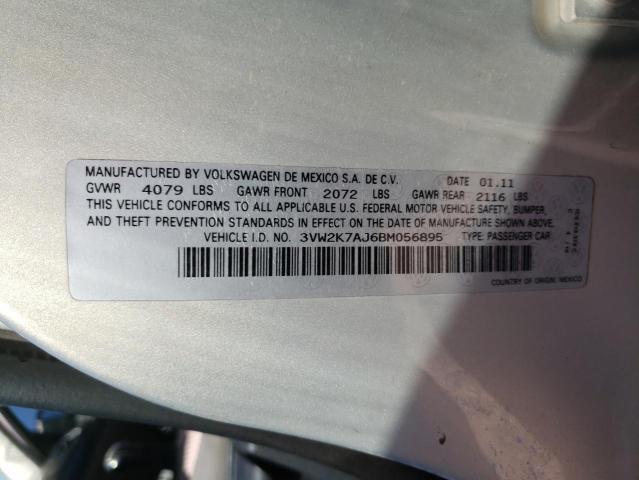 MANUFACTURED BY VOLKSWAGEN DE MEXICO S.A. DE C.V. DATE 01.11
GVWR 4079 LBS GAWR FRONT 2072 LBS GAWR REAR 2116 LBS
THIS VEHICLE CONFORMS TO ALL APPLICABLE U.S. FEDERAL MOTOR VEHICLE SAFETY, BUMPER,
AND THEFT PREVENTION STANDARDS IN EFFECT ON THE DATE OF MANUFACTURE SHOWN ABOVE.
VEHICLE I.D. NO. 3VW2K7AJ6BM056895 TYPE: PASSENGER CAR
COUNTRY OF ORIGIN: MEXICO